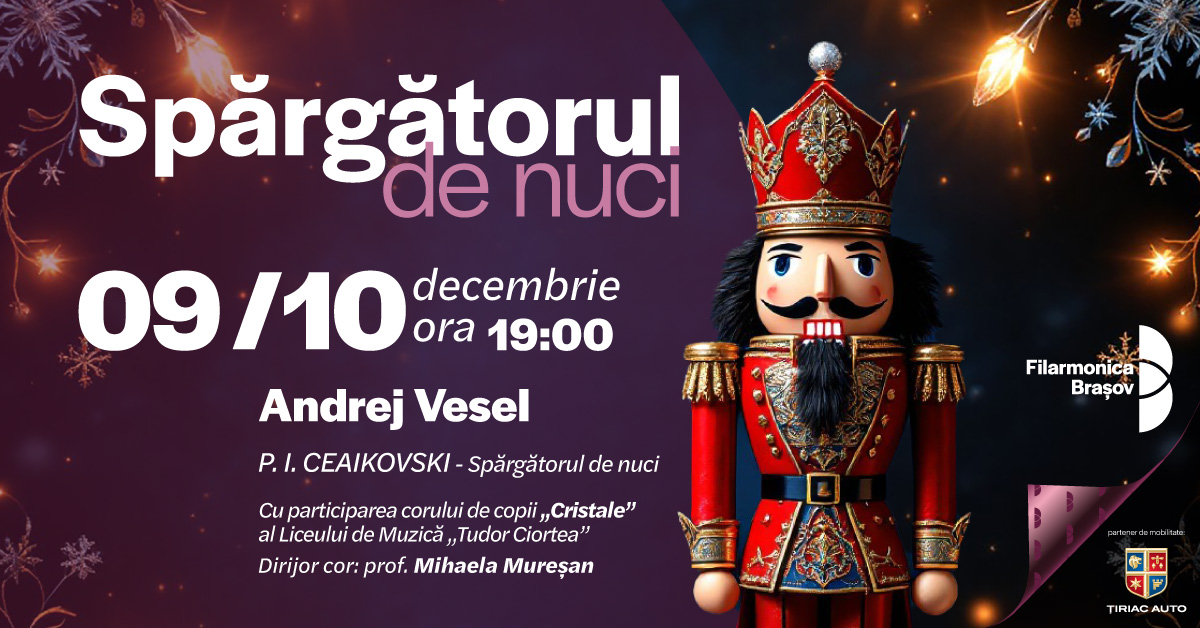 Spărgătorul
de nuci
09/10 decembrie
ora 19:00
Andrej Vesel
P. I. CEAIKOVSKI - Spărgătorul de nuci
Cu participarea corului de copii „Cristale”
al Liceului de Muzică „Tudor Ciortea”
Dirijor cor: prof. Mihaela Mureșan
Filarmonica
Brașov
partener de mobilitate:
ȚIRIAC AUTO